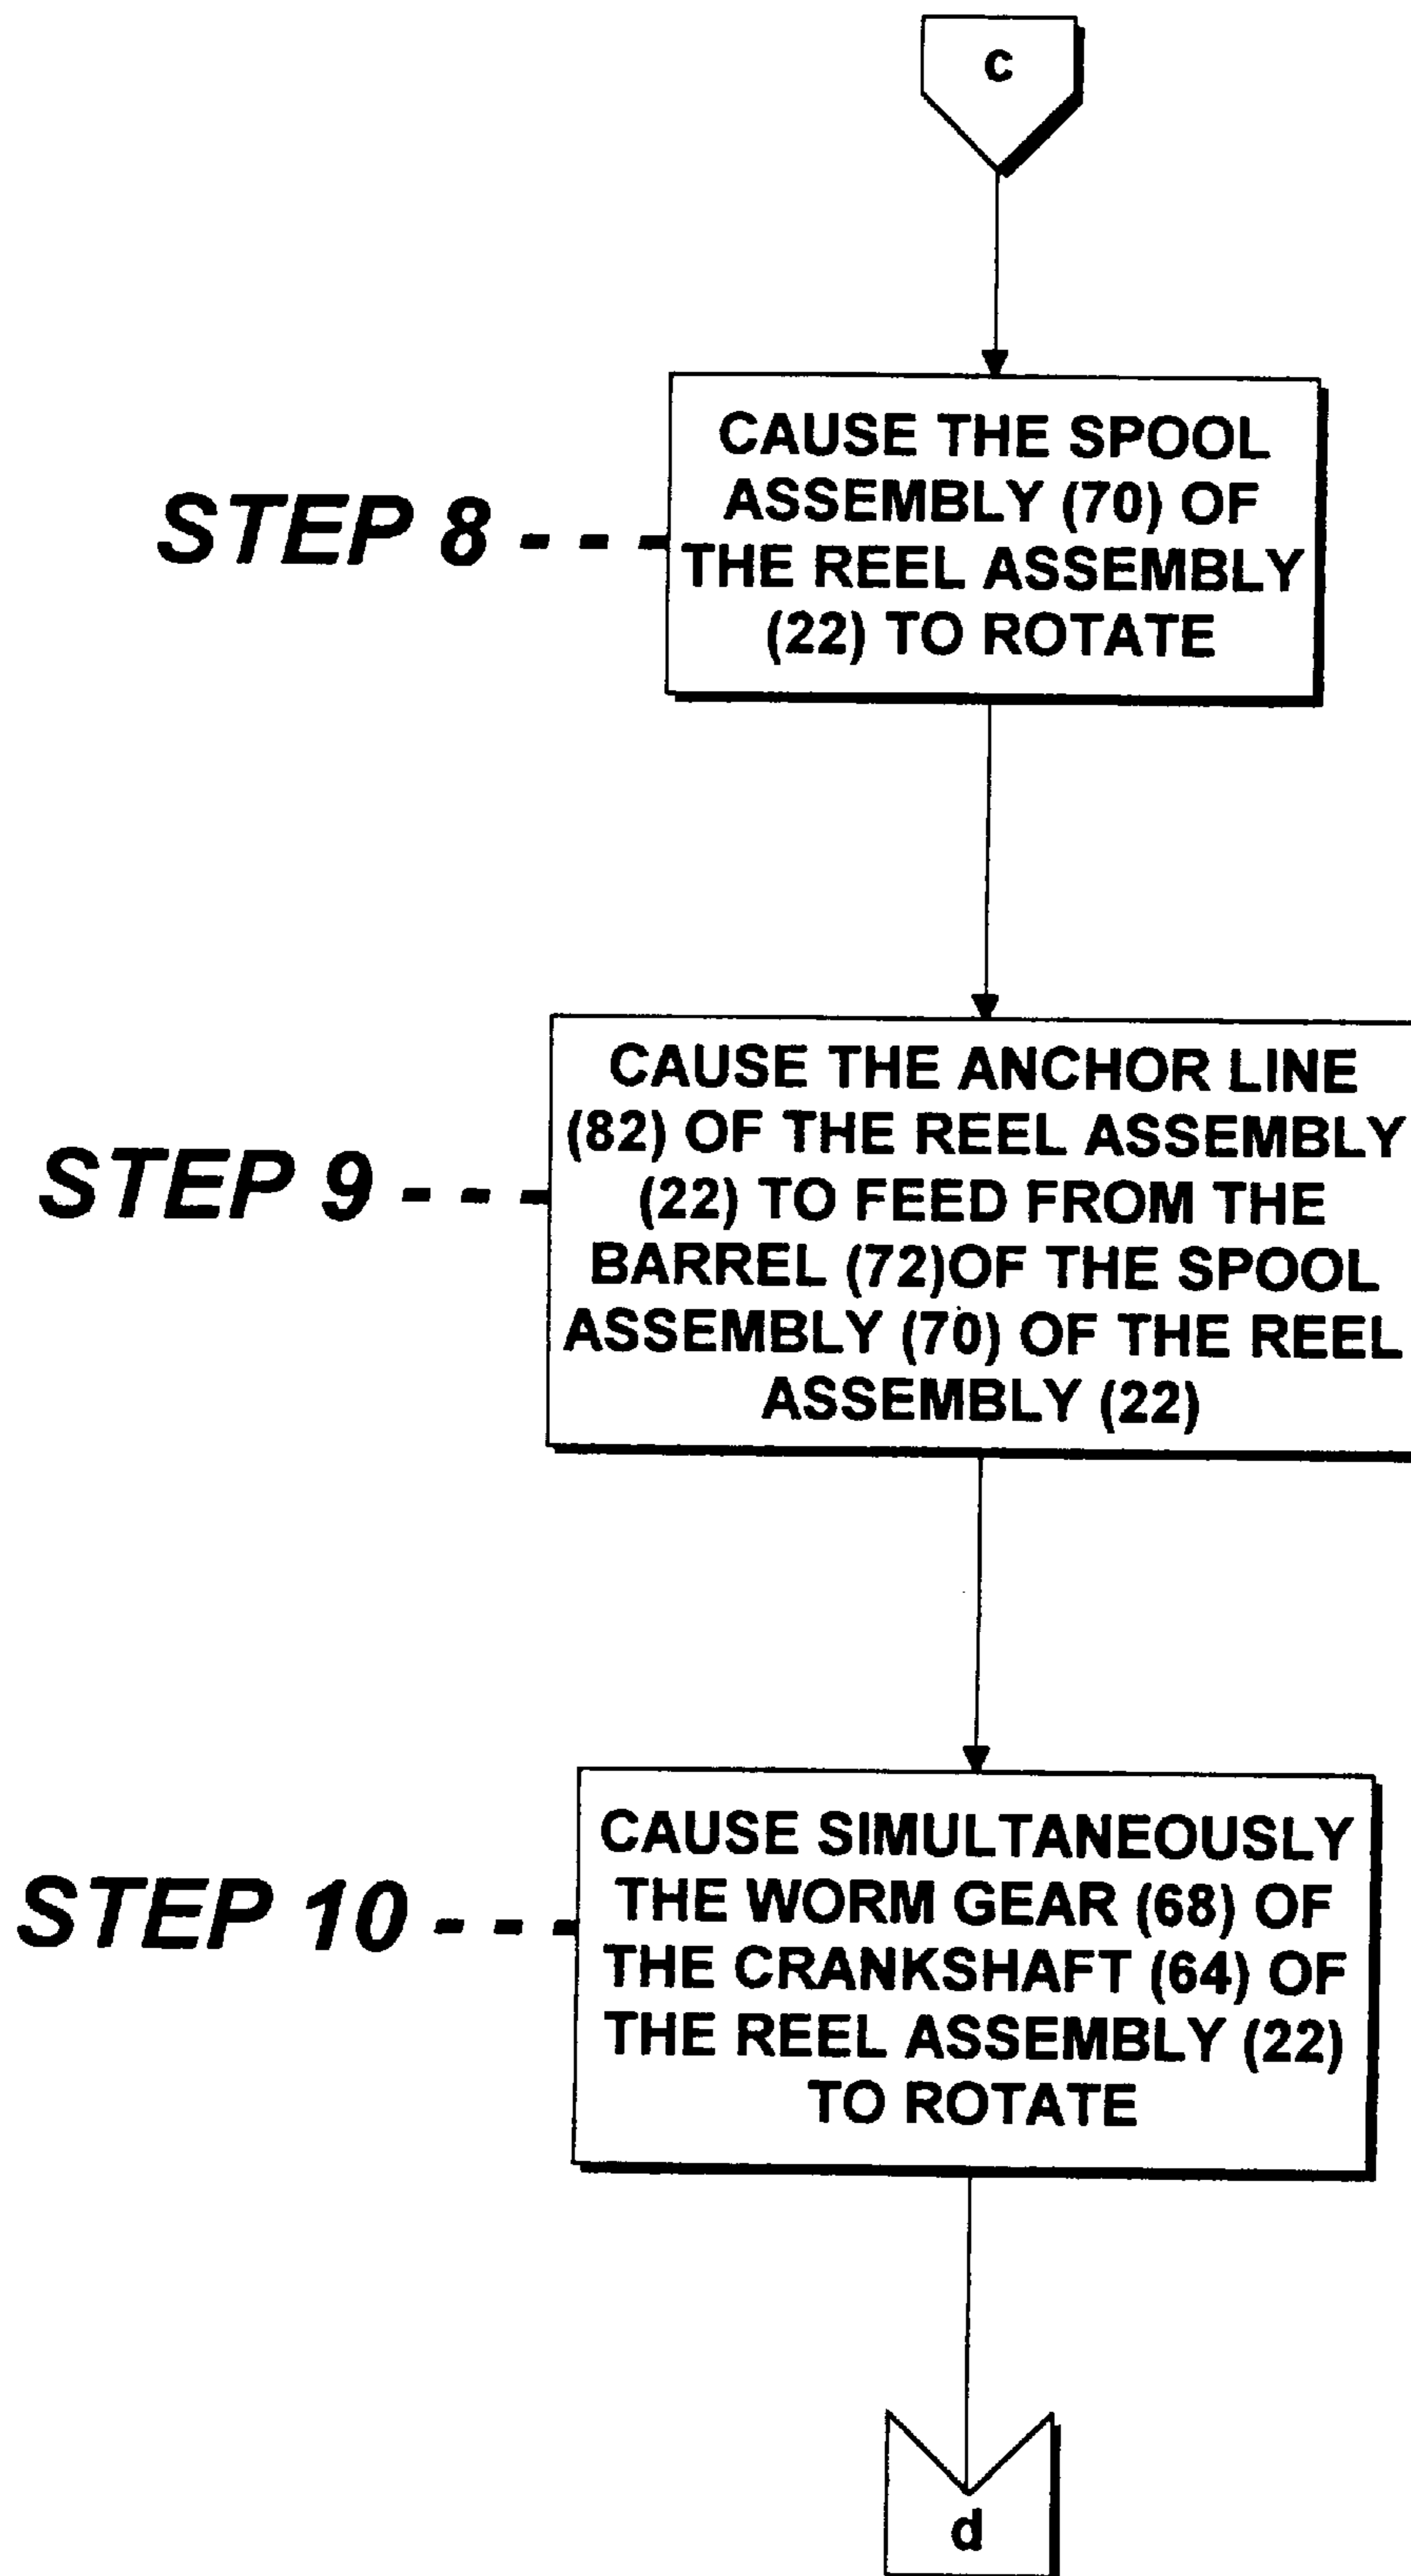 c
CAUSE THE SPOOL
ASSEMBLY (70) OF
STEP 8 - - -
THE REEL ASSEMBLY
(22) TO ROTATE
CAUSE THE ANCHOR LINE
(82) OF THE REEL ASSEMBLY
STEP 9 - - -
(22) TO FEED FROM THE
BARREL (72)OF THE SPOOL
ASSEMBLY (70) OF THE REEL
ASSEMBLY (22)
CAUSE SIMULTANEOUSLY
THE WORM GEAR (68) OF
STEP 10 - - -
THE CRANKSHAFT (64) OF
THE REEL ASSEMBLY (22)
TO ROTATE
d